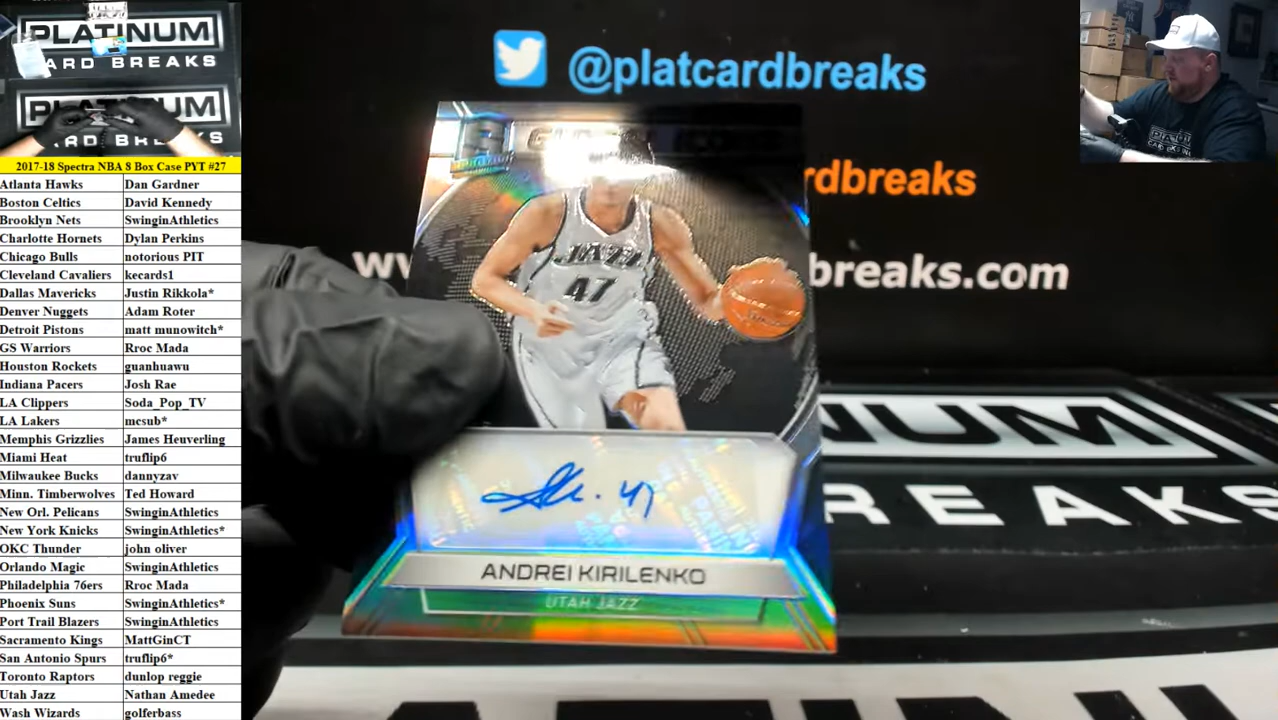 PLATINUM
CARD BREAKS
PLATINUM
2017-18 Spectra NBA 8 Box Case PYT #27
Atlanta Hawks Dan Gardner
Boston Celtics David Kennedy
Brooklyn Nets SwinginAthletics
Charlotte Hornets Dylan Perkins
Chicago Bulls notorious PIT
Cleveland Cavaliers kecards1
Dallas Mavericks Justin Rikkola*
Denver Nuggets Adam Roter
Detroit Pistons matt munowitch*
GS Warriors Rroc Mada
Houston Rockets guanhuawu
Indiana Pacers Josh Rae
LA Clippers Soda_Pop_TV
LA Lakers mcsub*
Memphis Grizzlies James Heuverling
Miami Heat truflip6
Milwaukee Bucks dannyzav
Minn. Timberwolves Ted Howard
New Orl. Pelicans SwinginAthletics
New York Knicks SwinginAthletics*
OKC Thunder john oliver
Orlando Magic SwinginAthletics
Philadelphia 76ers Rroc Mada
Phoenix Suns SwinginAthletics*
Port Trail Blazers SwinginAthletics
Sacramento Kings MattGinCT
San Antonio Spurs truflip6*
Toronto Raptors dunlop reggie
Utah Jazz Nathan Amedee
Wash Wizards golferbass
@platcardbreaks
rdbreaks
breaks.com
JAZZ
47
47
ANDREI KIRILENKO
UTAH JAZZ
NUM
REAKS